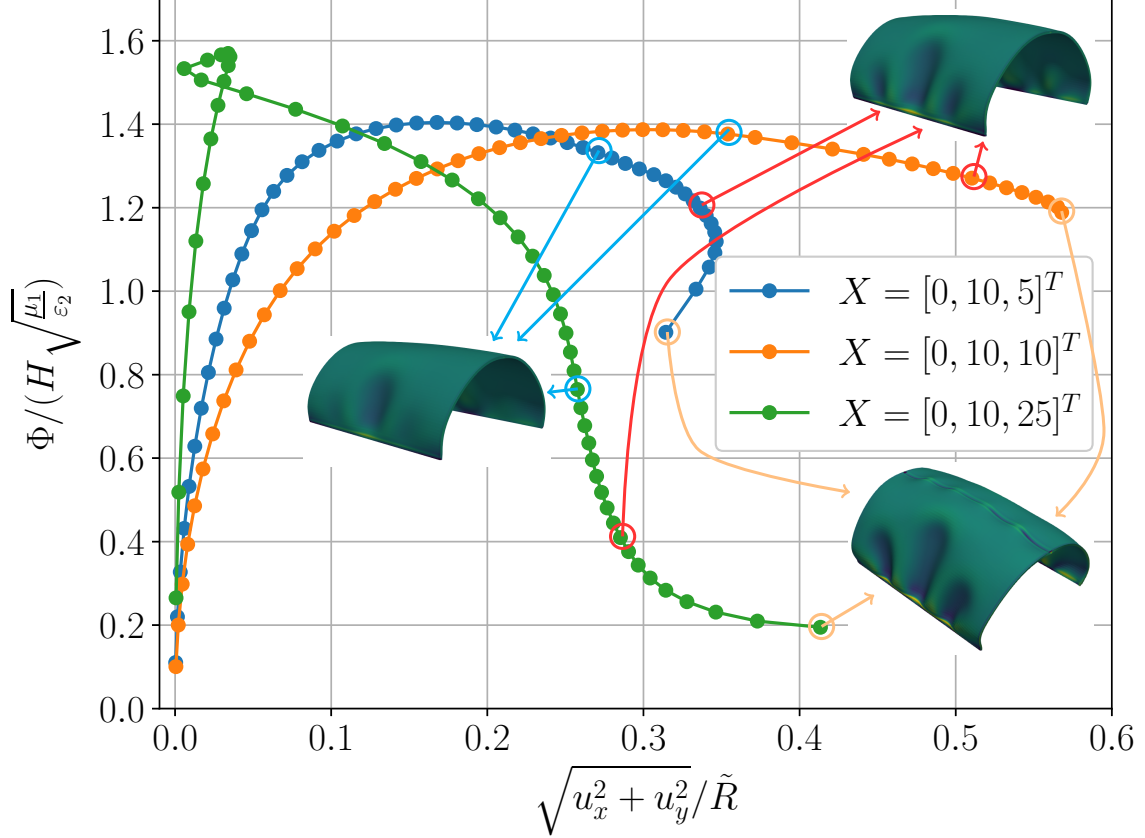 1.6
1.4
1.2
1.0
0.8
0.6
0.4
0.2
0.0
Φ/(H√(μ₁/ε₂))
X = [0, 10, 5]ᵀ
X = [0, 10, 10]ᵀ
X = [0, 10, 25]ᵀ
0.0 0.1 0.2 0.3 0.4 0.5 0.6
√(u_x² + u_y²)/R̃